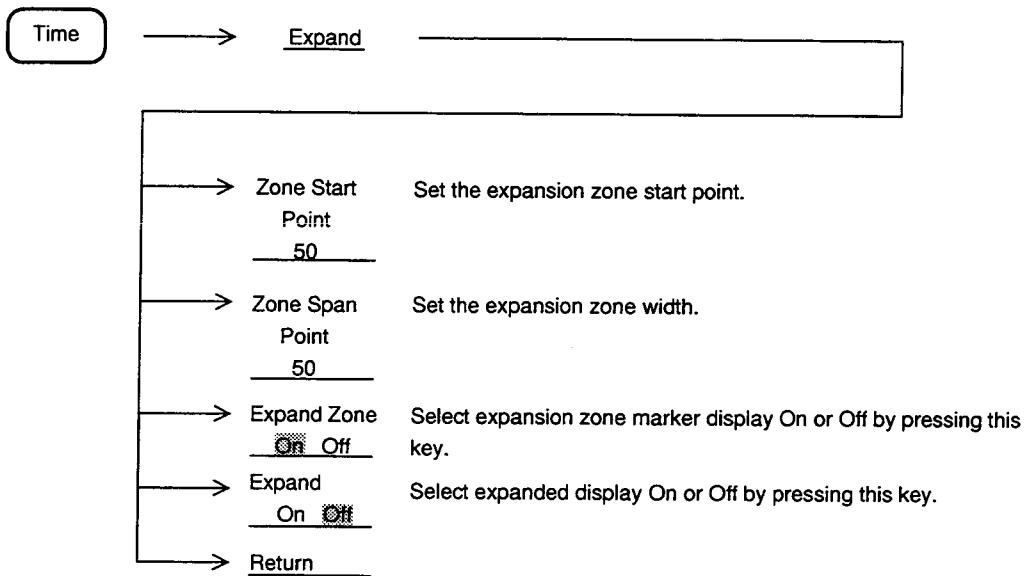 Time
Expand
Zone Start
Point
50
Set the expansion zone start point.
Zone Span
Point
50
Set the expansion zone width.
Expand Zone
On Off
Select expansion zone marker display On or Off by pressing this
key.
Expand
On Off
Select expanded display On or Off by pressing this key.
Return